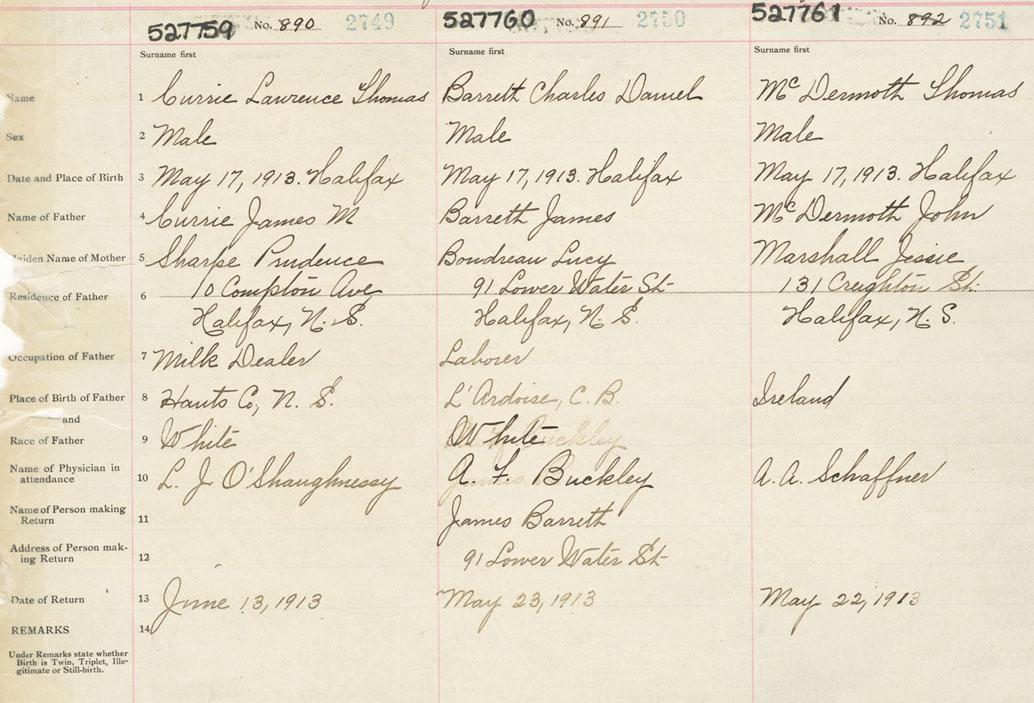 527759 No. 890 2749 527760 No. 891 2750 527761 No. 892 2751
Surname first Surname first Surname first
Name 1 Currie Lawrence Thomas Barrett Charles Daniel McDermoth Thomas
Sex 2 Male Male Male
Date and Place of Birth 3 May 17, 1913. Halifax May 17, 1913. Halifax May 17, 1913. Halifax
Name of Father 4 Currie James M Barrett James McDermoth John
Maiden Name of Mother 5 Sharpe Prudence Boudreau Lucy Marshall Jessie
Residence of Father 6 10 Compton Ave 91 Lower Water St. 131 Creighton St.
Halifax, N. S. Halifax, N. S. Halifax, N. S.
Occupation of Father 7 Milk Dealer Laborer
Place of Birth of Father 8 Hants Co, N. S. L'Ardoise, C. B. Ireland
and
Race of Father 9 White White
Name of Physician in
attendance 10 L. J O'Shaughnessy A. F. Buckley A. A. Schaffner
Name of Person making
Return 11 James Barrett
Address of Person mak-
ing Return 12 91 Lower Water St.
Date of Return 13 June 13, 1913 May 23, 1913 May 22, 1913
REMARKS 14
Under Remarks state whether
Birth is Twin, Triplet, Ille-
gitimate or Still-birth.